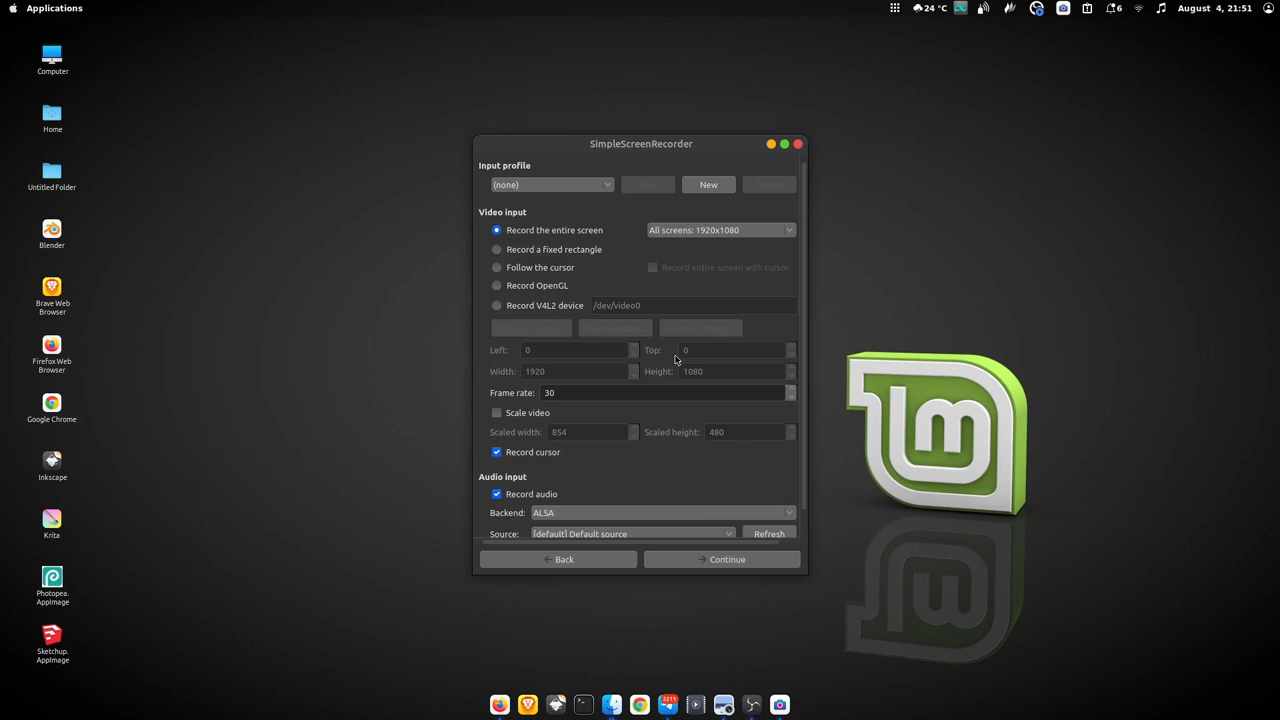 Applications
24 °C
6
August 4, 21:51
Computer
Home
Untitled Folder
Blender
Brave Web
Browser
Firefox Web
Browser
Google Chrome
Inkscape
Krita
Photopea.
AppImage
Sketchup.
AppImage
SimpleScreenRecorder
Input profile
(none)
New
Video input
Record the entire screen
All screens: 1920x1080
Record a fixed rectangle
Follow the cursor
Record entire screen with cursor
Record OpenGL
Record V4L2 device
/dev/video0
Left: 0 Top: 0
Width: 1920 Height: 1080
Frame rate: 30
Scale video
Scaled width: 854 Scaled height: 480
Record cursor
Audio input
Record audio
Backend: ALSA
Source: [default] Default source Refresh
Back
Continue
2211